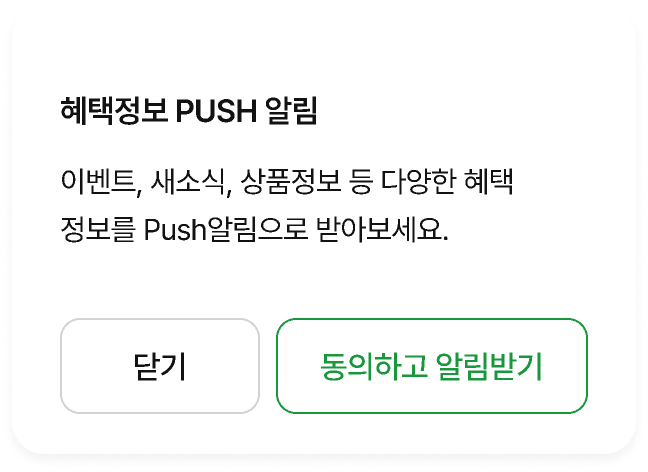 혜택정보 PUSH 알림
이벤트, 새소식, 상품정보 등 다양한 혜택
정보를 Push알림으로 받아보세요.
닫기
동의하고 알림받기